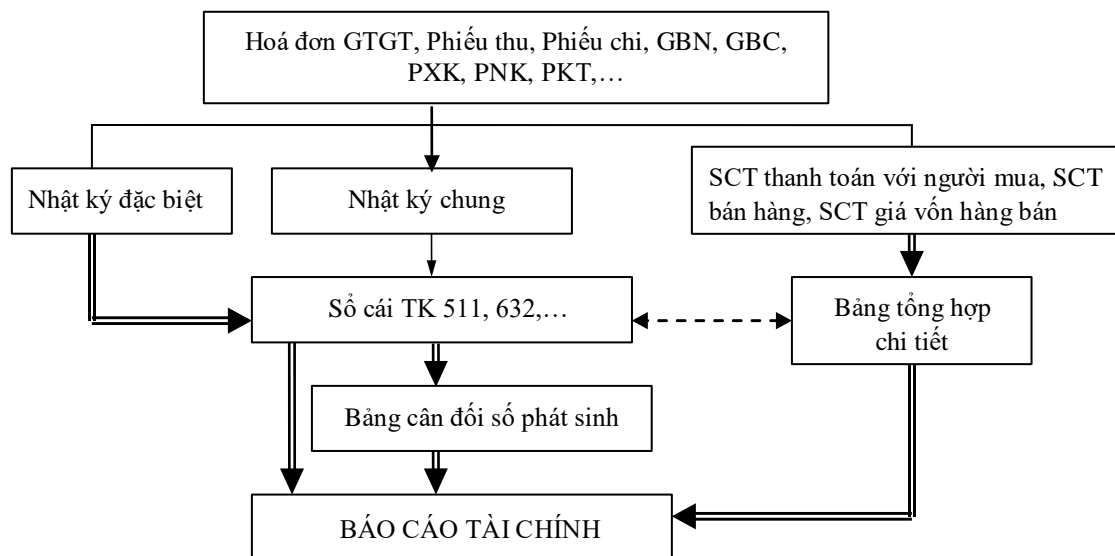 Hoá đơn GTGT, Phiếu thu, Phiếu chi, GBN, GBC,
PXK, PNK, PKT,…
Nhật ký đặc biệt
Nhật ký chung
SCT thanh toán với người mua, SCT
bán hàng, SCT giá vốn hàng bán
Sổ cái TK 511, 632,…
Bảng tổng hợp
chi tiết
Bảng cân đối số phát sinh
BÁO CÁO TÀI CHÍNH